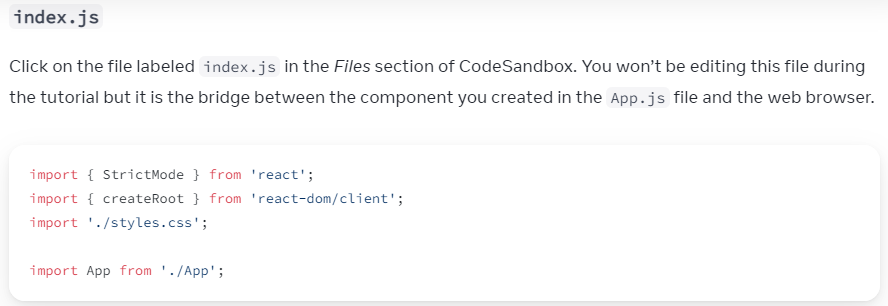 index.js
Click on the file labeled index.js in the Files section of CodeSandbox. You won’t be editing this file during
the tutorial but it is the bridge between the component you created in the App.js file and the web browser.
import { StrictMode } from 'react';
import { createRoot } from 'react-dom/client';
import './styles.css';
import App from './App';